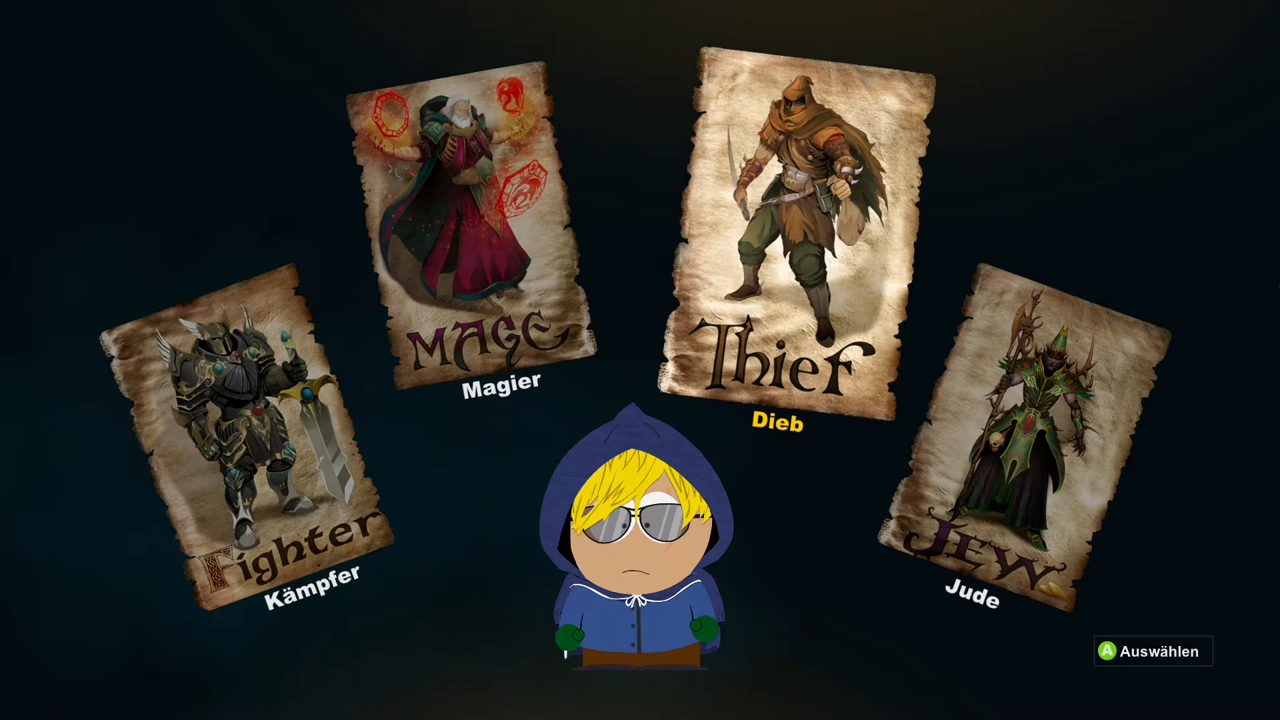 Fighter
Kämpfer
MAGE
Magier
Thief
Dieb
JEW
Jude
A Auswählen